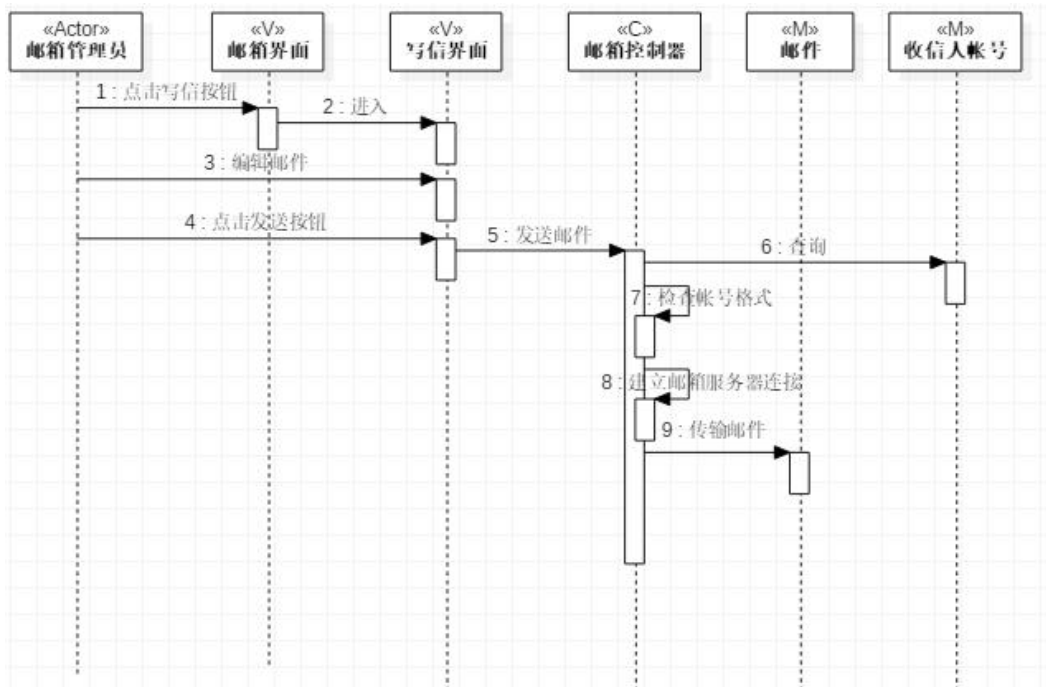 «Actor»
邮箱管理员
«V»
邮箱界面
«V»
写信界面
«C»
邮箱控制器
«M»
邮件
«M»
收信人帐号
1 : 点击写信按钮
2 : 进入
3 : 编辑邮件
4 : 点击发送按钮
5 : 发送邮件
6 : 查询
7 : 检查帐号格式
8 : 建立邮箱服务器连接
9 : 传输邮件